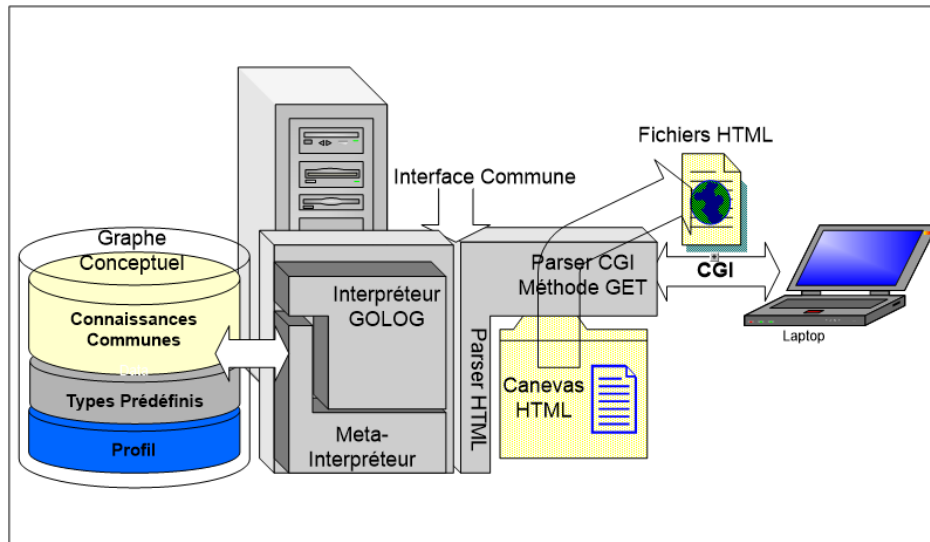 Fichiers HTML
Interface Commune
Graphe
Conceptuel
Connaissances
Communes
Types Prédéfinis
Profil
Interpréteur
GOLOG
Meta-
Interpréteur
Parser HTML
Parser CGI
Méthode GET
Canevas
HTML
CGI
Laptop